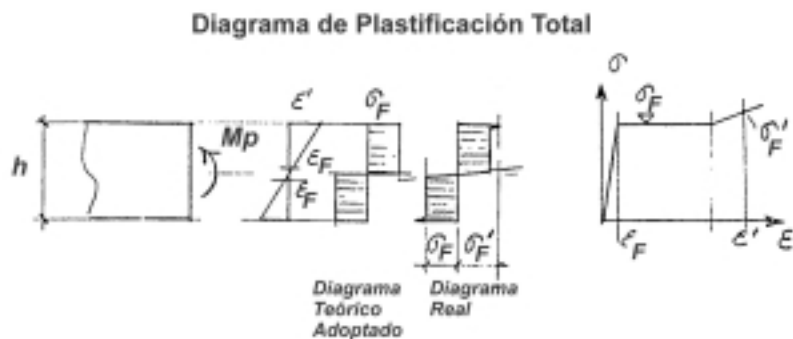 Diagrama de Plastificación Total
h
Mp
ε'
σF
εF
εF
σF
σF'
Diagrama
Teórico
Adoptado
Diagrama
Real
σ
σF
σF'
εF
ε'
ε